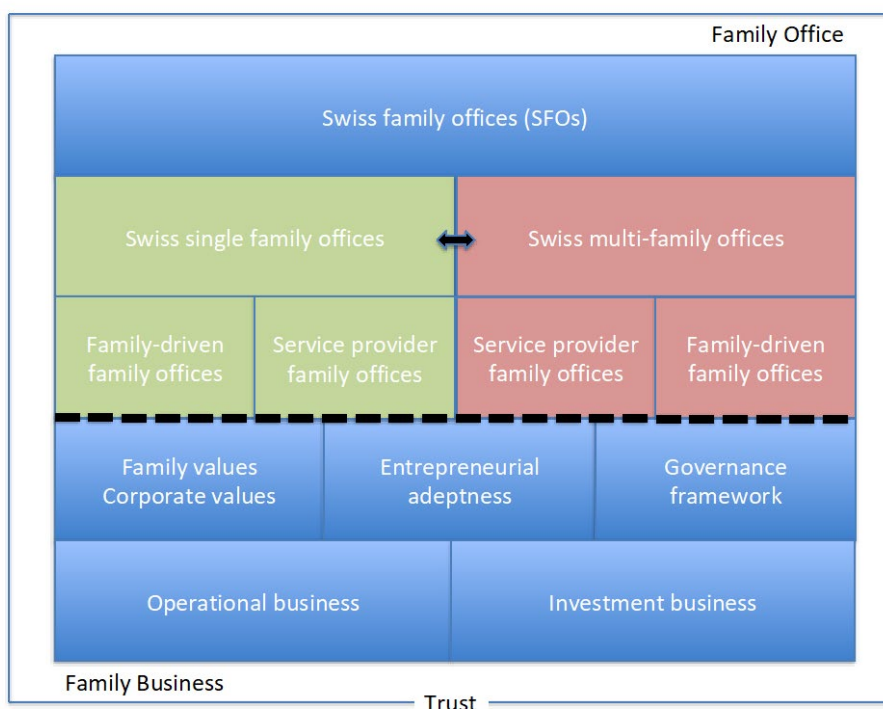 Family Office
Swiss family offices (SFOs)
Swiss single family offices
Swiss multi-family offices
Family-driven
family offices
Service provider
family offices
Service provider
family offices
Family-driven
family offices
Family values
Corporate values
Entrepreneurial
adeptness
Governance
framework
Operational business
Investment business
Family Business
Trust